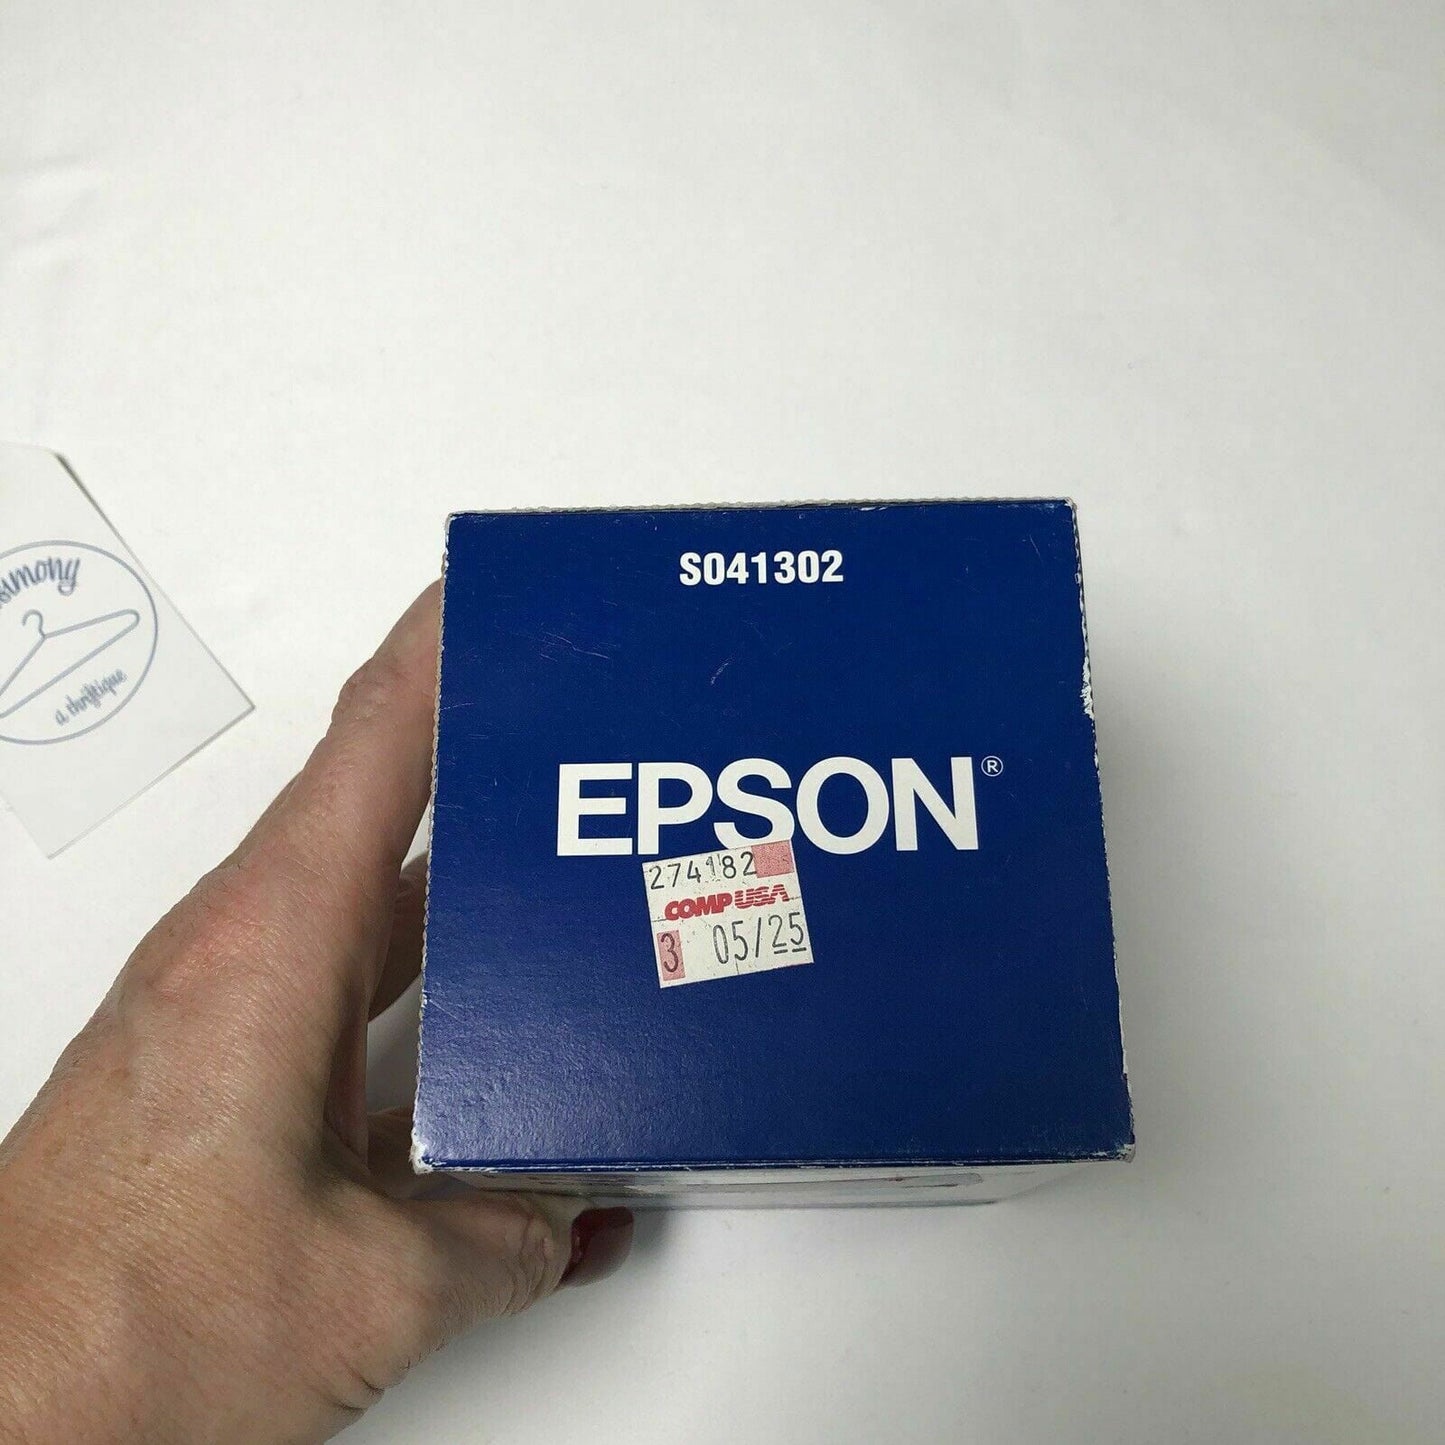 S041302
EPSON®
274182
COMPUSA
3 05/25
a thriftique